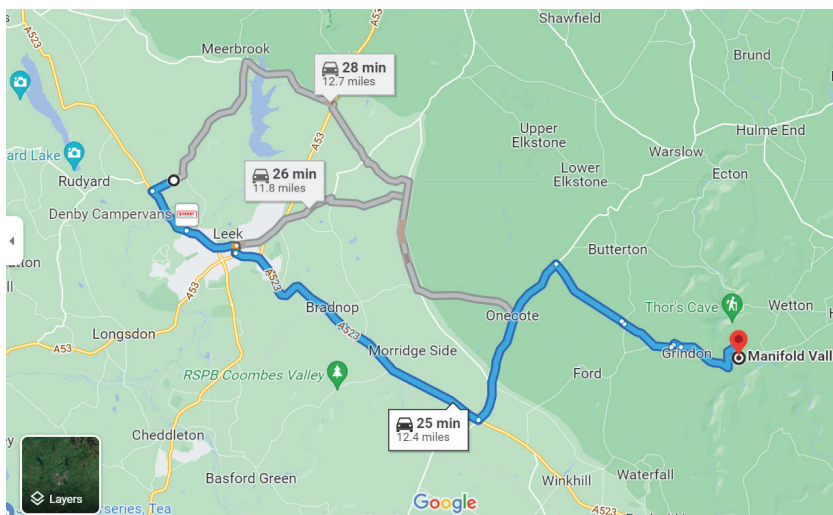 A523
Shawfield
Meerbrook
Brund
28 min
12.7 miles
A53
Upper
Elkstone
Hulme End
Warslow
ard Lake
Rudyard
26 min
11.8 miles
Lower
Elkstone
Ecton
Denby Campervans
Leek
Butterton
A523
Thor's Cave
Wetton
Bradnop
Onecote
A53
Longsdon
A523
Morridge Side
Grindon
Manifold Vall
A53
RSPB Coombes Valley
Ford
25 min
12.4 miles
Cheddleton
Basford Green
Waterfall
Winkhill
Layers
Google
A523
rseries, Tea